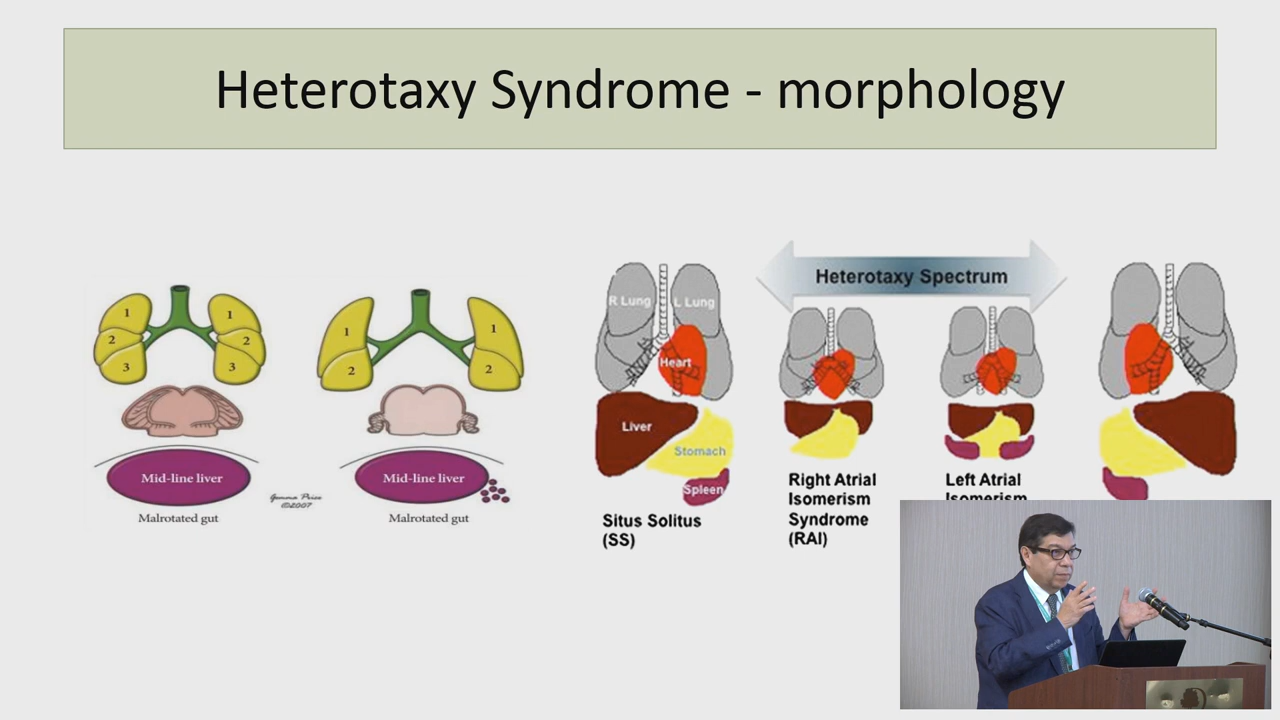 Heterotaxy Syndrome - morphology
1
2
3
1
2
3
Mid-line liver
Malrotated gut
Gemma Price
©2007
1
2
1
2
Mid-line liver
Malrotated gut
Heterotaxy Spectrum
R Lung
L Lung
Heart
Liver
Stomach
Spleen
Situs Solitus
(SS)
Right Atrial
Isomerism
Syndrome
(RAI)
Left Atrial
Isomerism